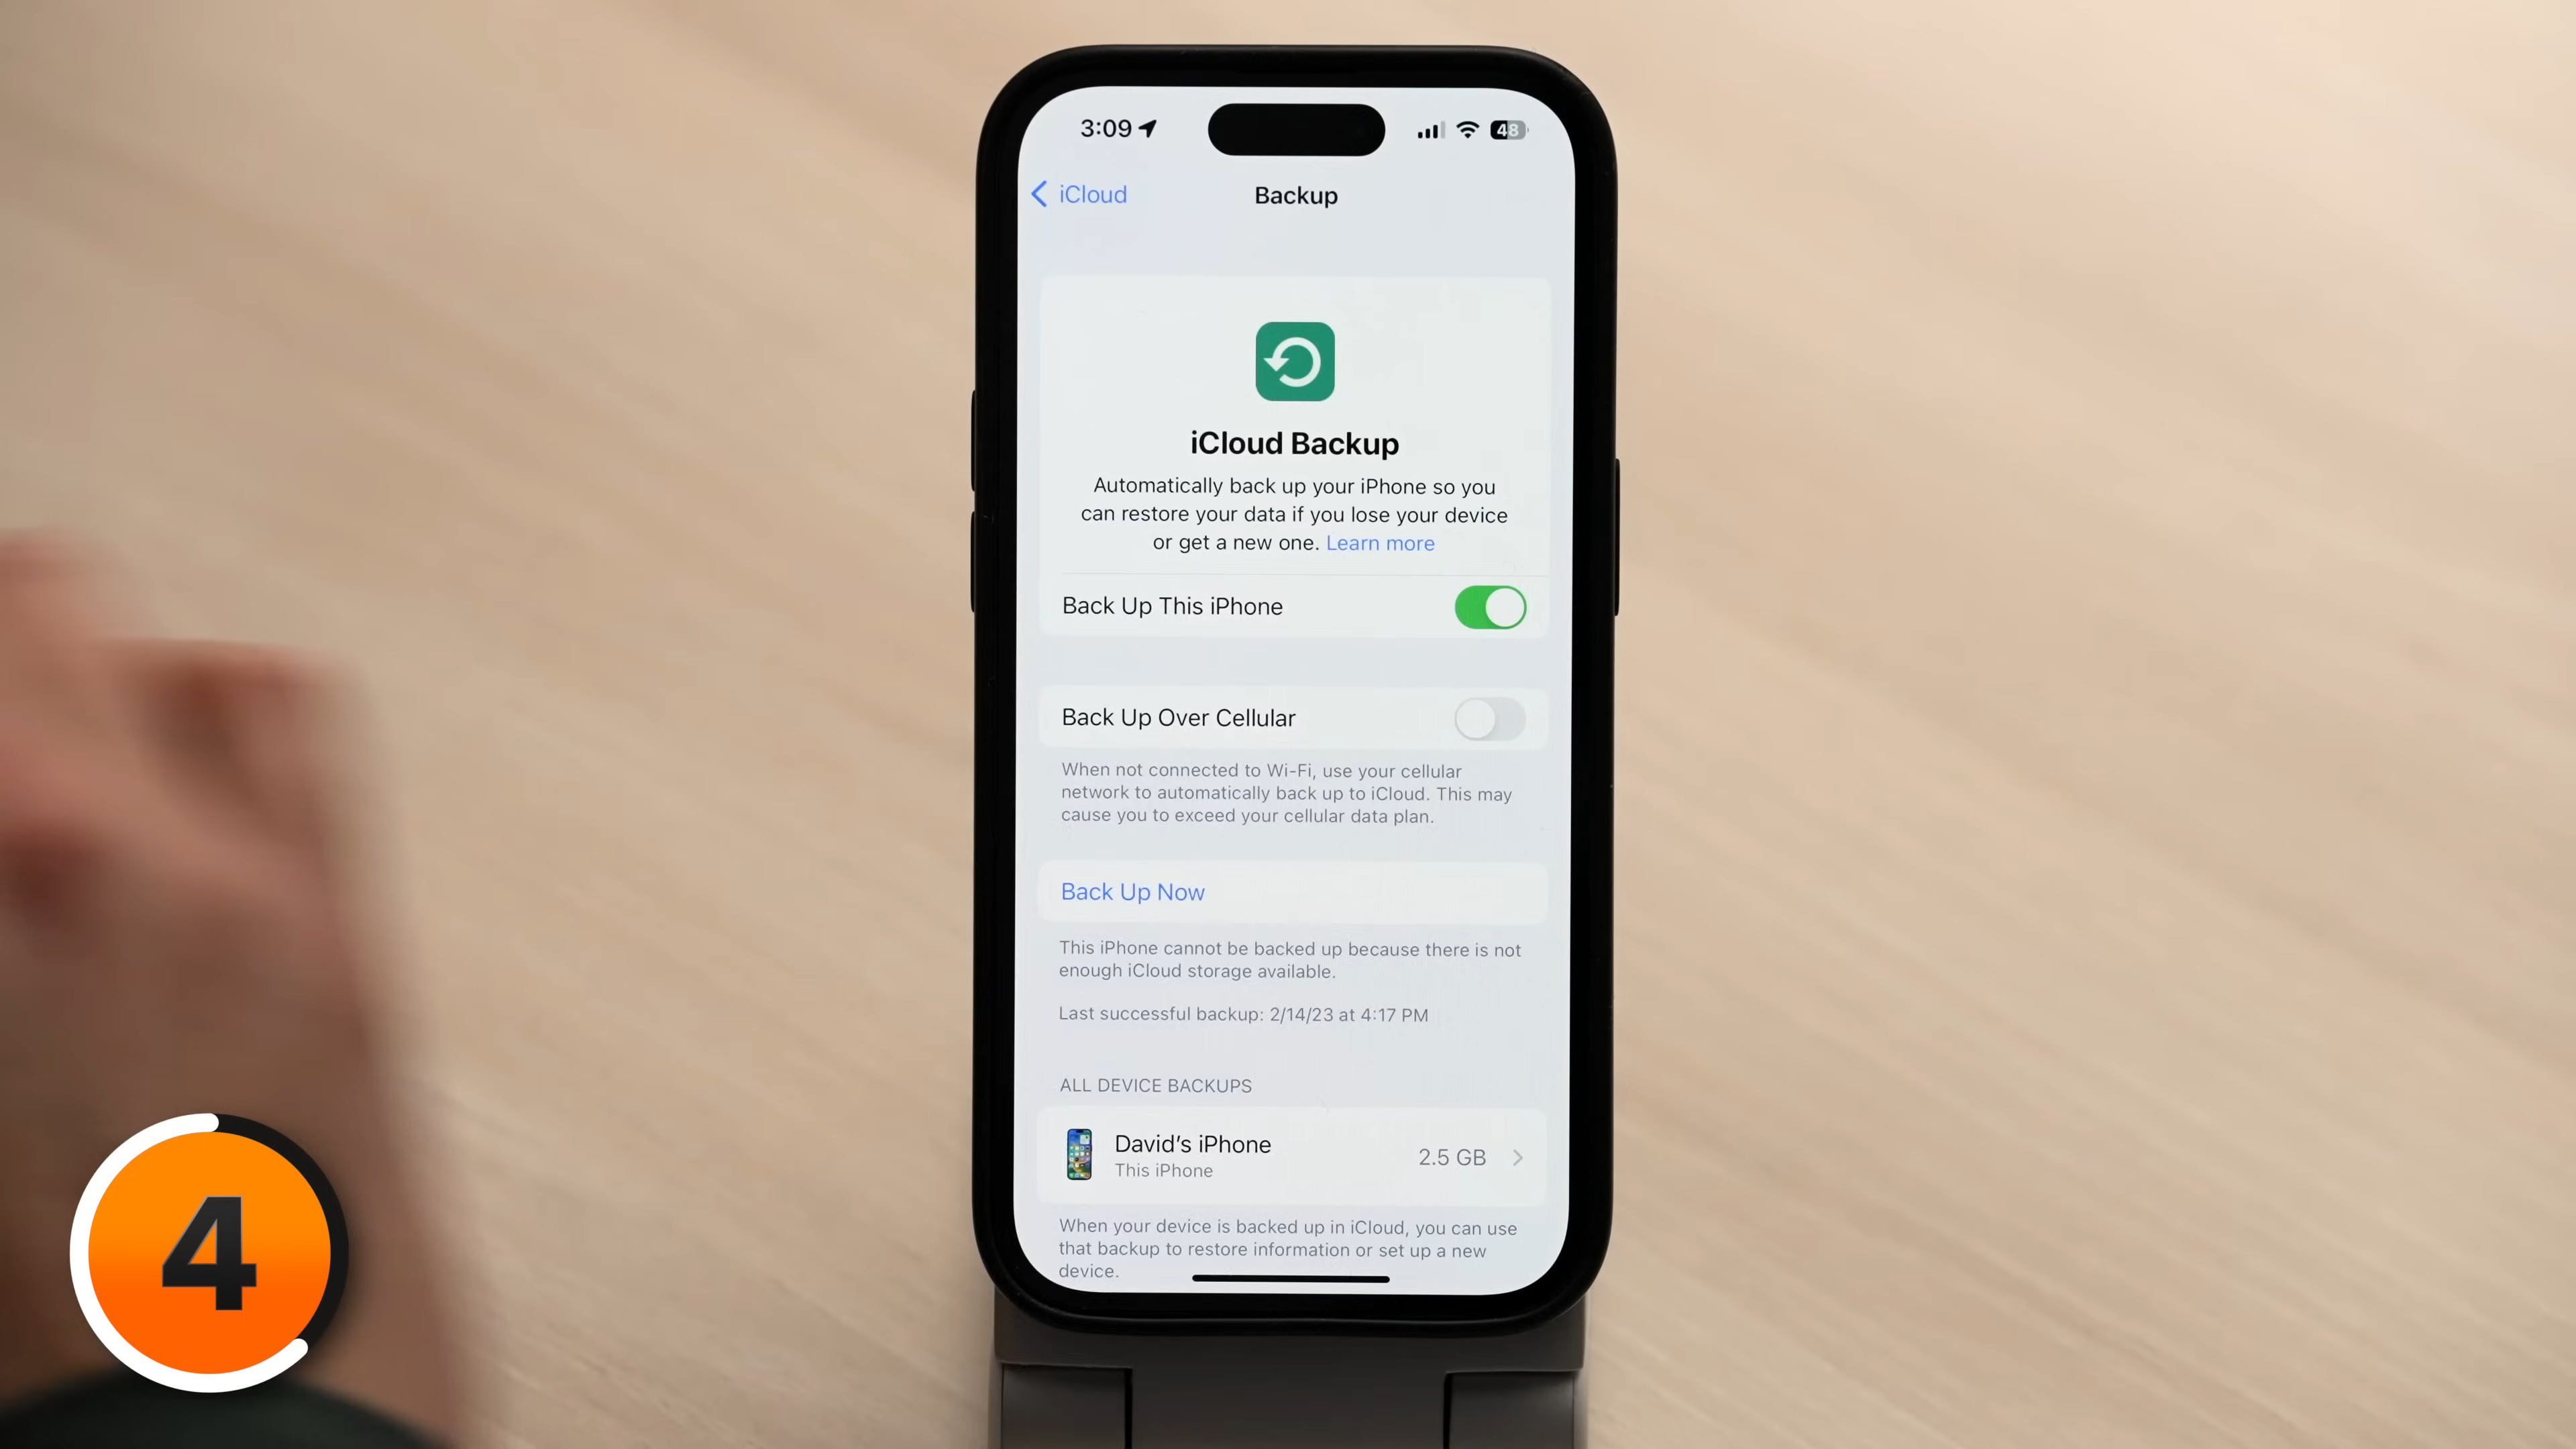 3:09
48
iCloud
Backup
iCloud Backup
Automatically back up your iPhone so you
can restore your data if you lose your device
or get a new one. Learn more
Back Up This iPhone
Back Up Over Cellular
When not connected to Wi-Fi, use your cellular
network to automatically back up to iCloud. This may
cause you to exceed your cellular data plan.
Back Up Now
This iPhone cannot be backed up because there is not
enough iCloud storage available.
Last successful backup: 2/14/23 at 4:17 PM
ALL DEVICE BACKUPS
David's iPhone
2.5 GB
This iPhone
When your device is backed up in iCloud, you can use
that backup to restore information or set up a new
device.
4